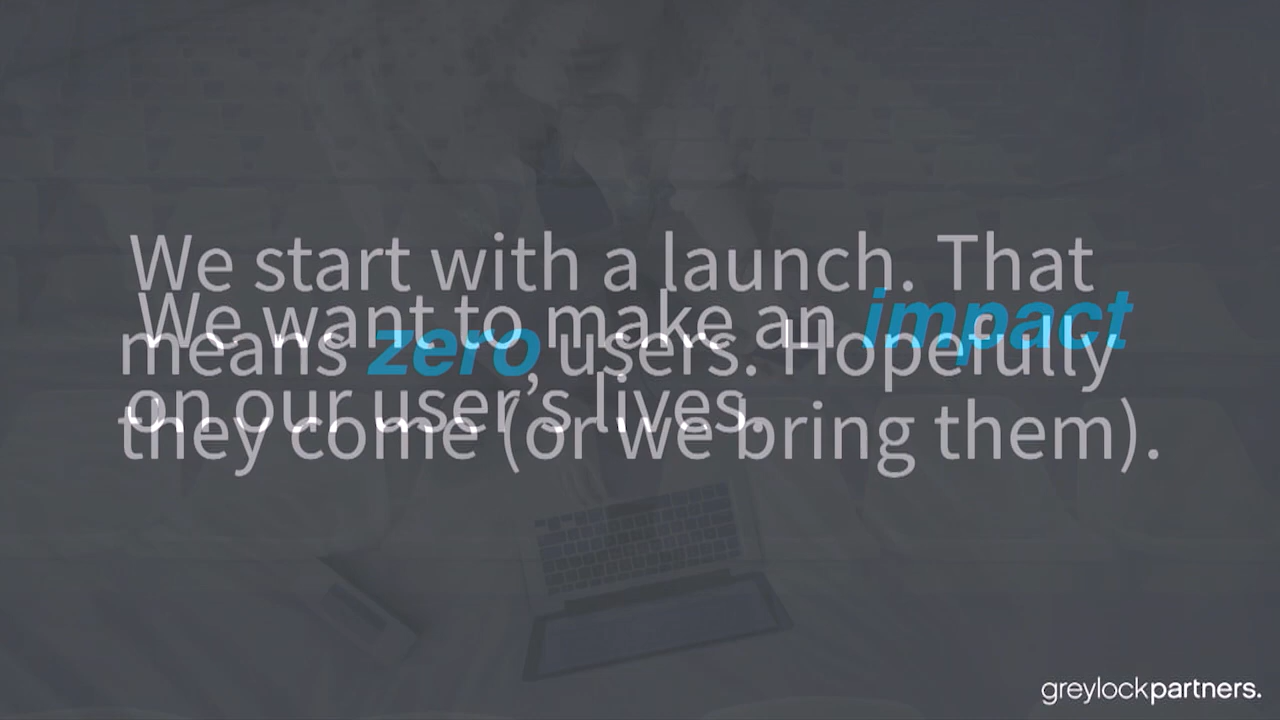 We start with a launch. That
means zero users. Hopefully
they come (or we bring them).
We want to make an impact
on our user's lives.
greylockpartners.